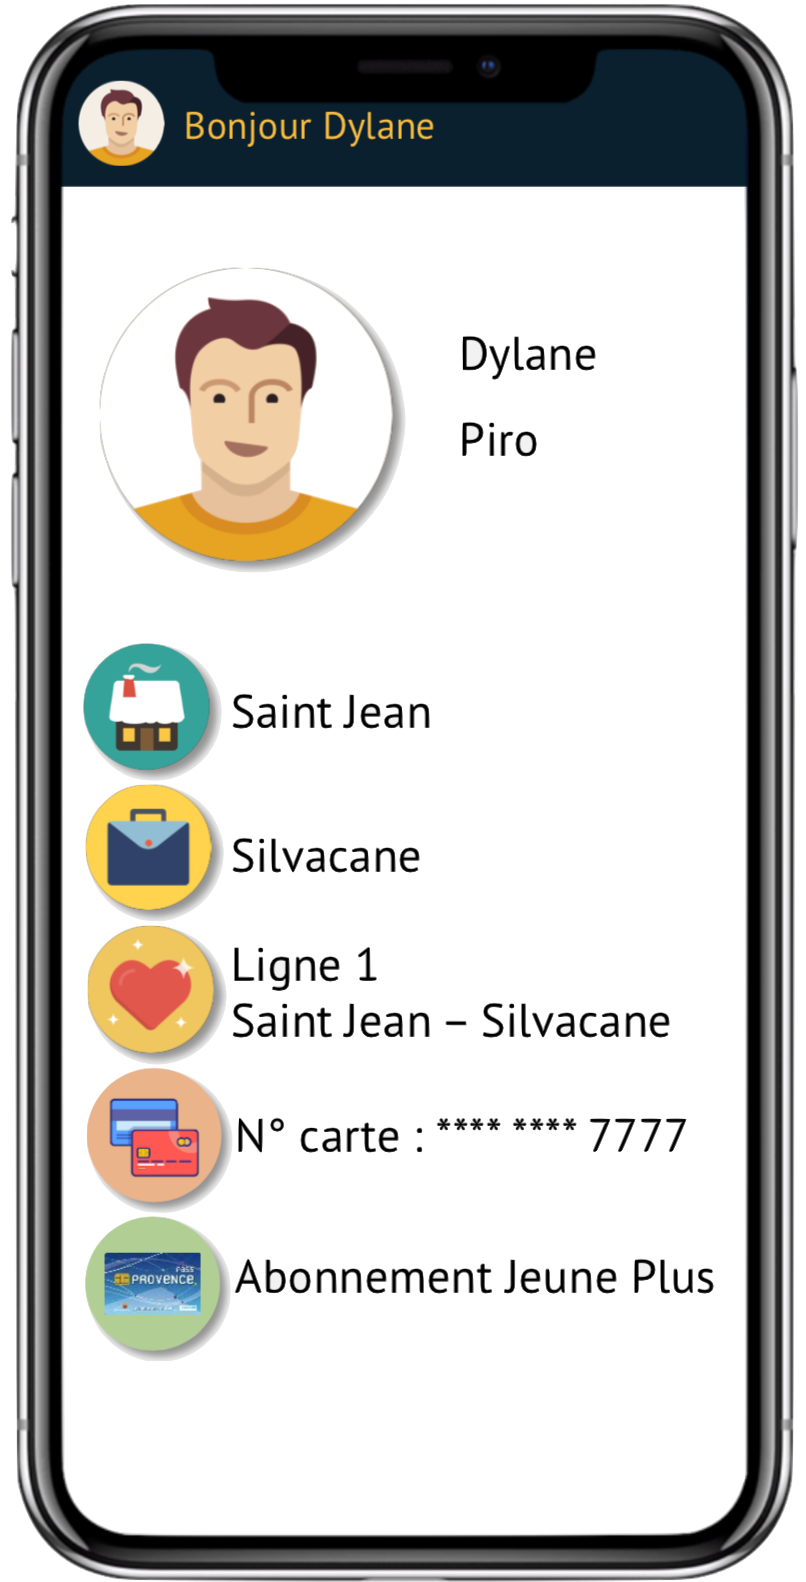 Bonjour Dylane
Dylane
Piro
Saint Jean
Silvacane
Ligne 1
Saint Jean – Silvacane
N° carte : **** **** 7777
pass
PROVENCE
Abonnement Jeune Plus